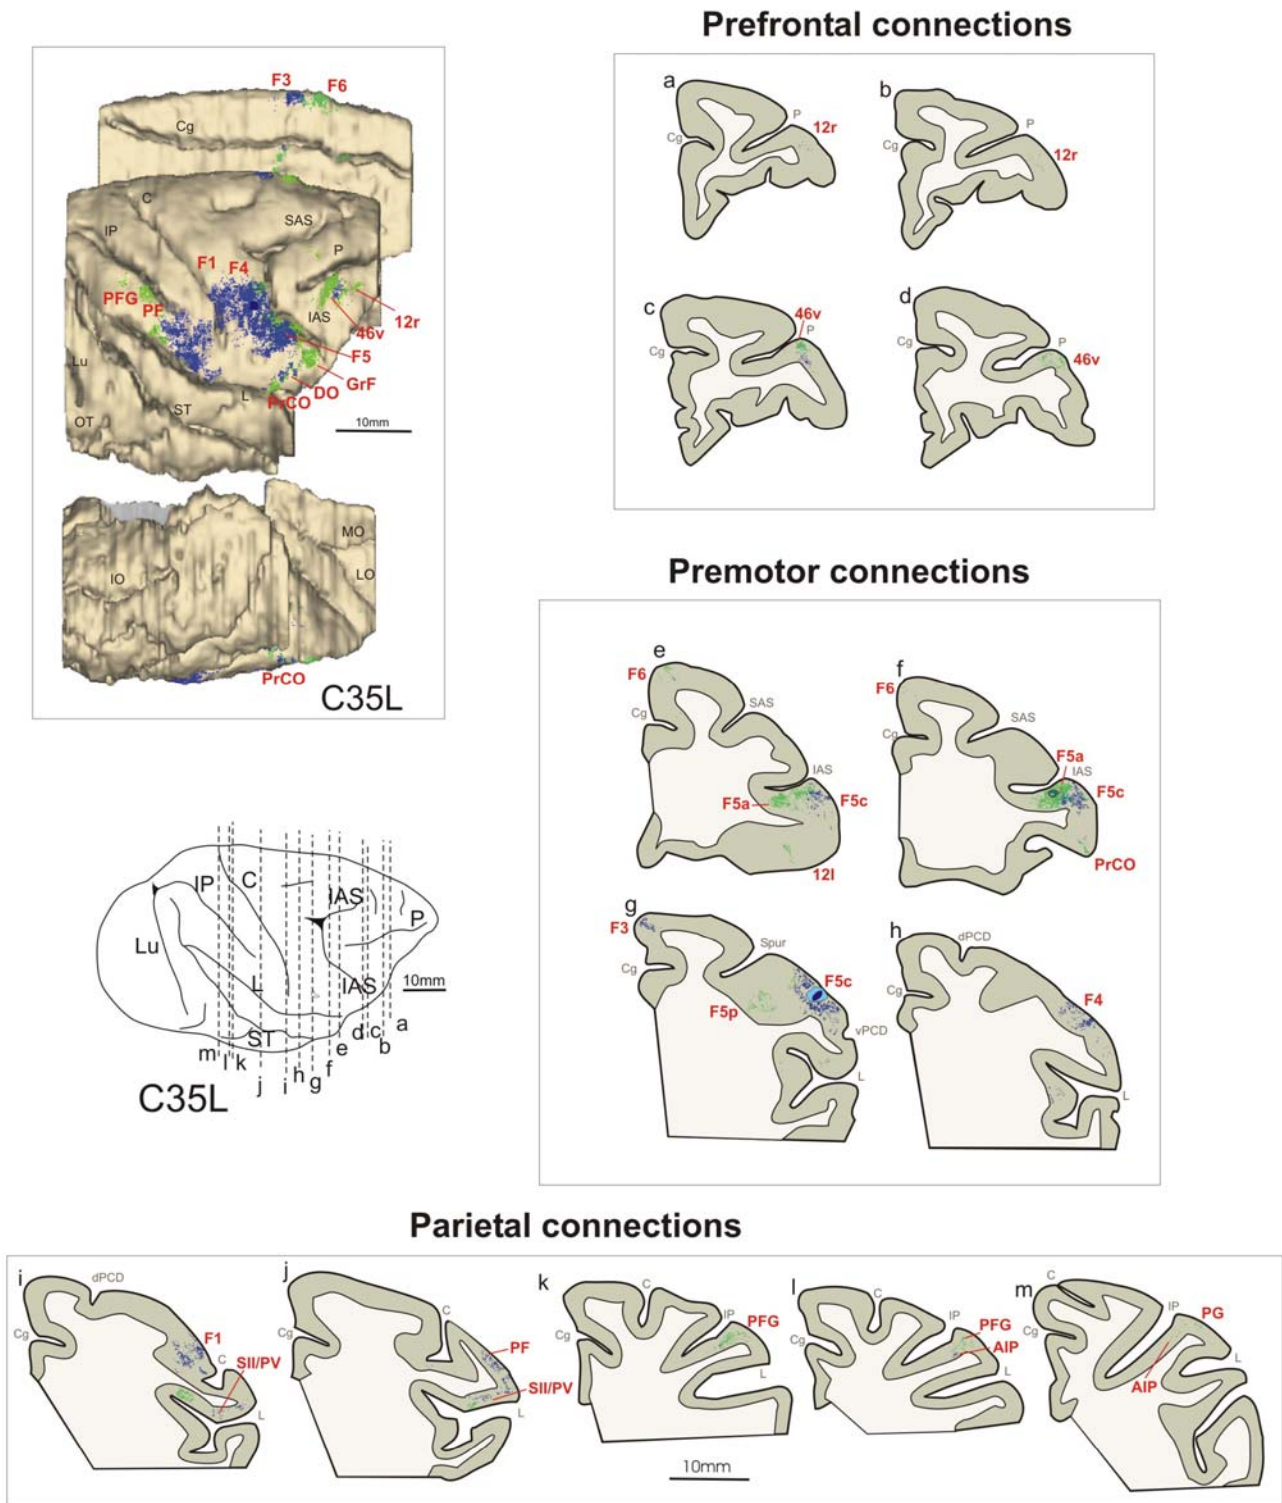 Prefrontal connections
F3 F6
Cg
C
SAS
IP
P
F1 F4
PFG
PF
IAS
12r
46v
F5
Lu
GrF
DO
L
PrCO
ST
OT
10mm
MO
IO
LO
PrCO
C35L
a
P
12r
Cg
b
P
Cg
12r
c
46v
P
Cg
d
P
Cg
46v
Premotor connections
e
F6
SAS
Cg
IAS
F5a
F5c
12l
f
F6
SAS
Cg
F5a
IAS
F5c
PrCO
g
F3
Spur
Cg
F5c
F5p
vPCD
L
h
dPCD
Cg
F4
L
IP C IAS
P
Lu
L IAS
10mm
ST
m l k j i h g f e d c b a
C35L
Parietal connections
i
dPCD
Cg
F1
C
SII/PV
L
j
C
Cg
PF
SII/PV
L
k
C
IP
PFG
Cg
L
l
C
IP
PFG
AIP
Cg
L
m
C
IP
PG
Cg
L
AIP
10mm